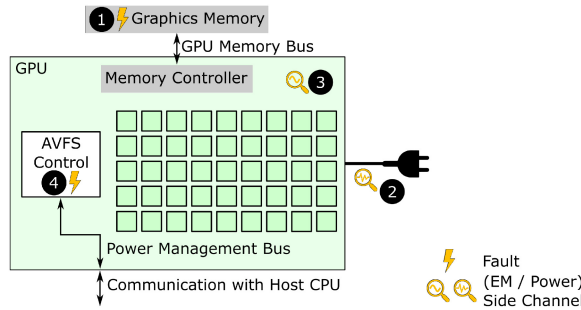 1 Graphics Memory
GPU Memory Bus
GPU
Memory Controller
3
AVFS
Control
4
2
Power Management Bus
Communication with Host CPU
Fault
(EM / Power)
Side Channel